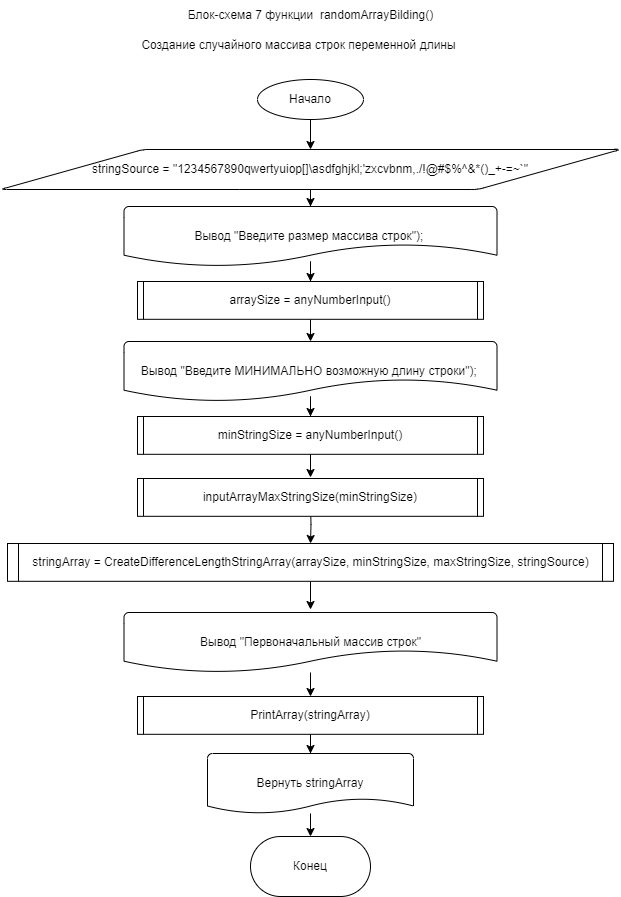 Блок-схема 7 функции randomArrayBilding()
Создание случайного массива строк переменной длины
Начало
stringSource = "1234567890qwertyuiop[]\asdfghjkl;'zxcvbnm,./!@#$%^&*()_+-=~`"
Вывод "Введите размер массива строк");
arraySize = anyNumberInput()
Вывод "Введите МИНИМАЛЬНО возможную длину строки");
minStringSize = anyNumberInput()
inputArrayMaxStringSize(minStringSize)
stringArray = CreateDifferenceLengthStringArray(arraySize, minStringSize, maxStringSize, stringSource)
Вывод "Первоначальный массив строк"
PrintArray(stringArray)
Вернуть stringArray
Конец